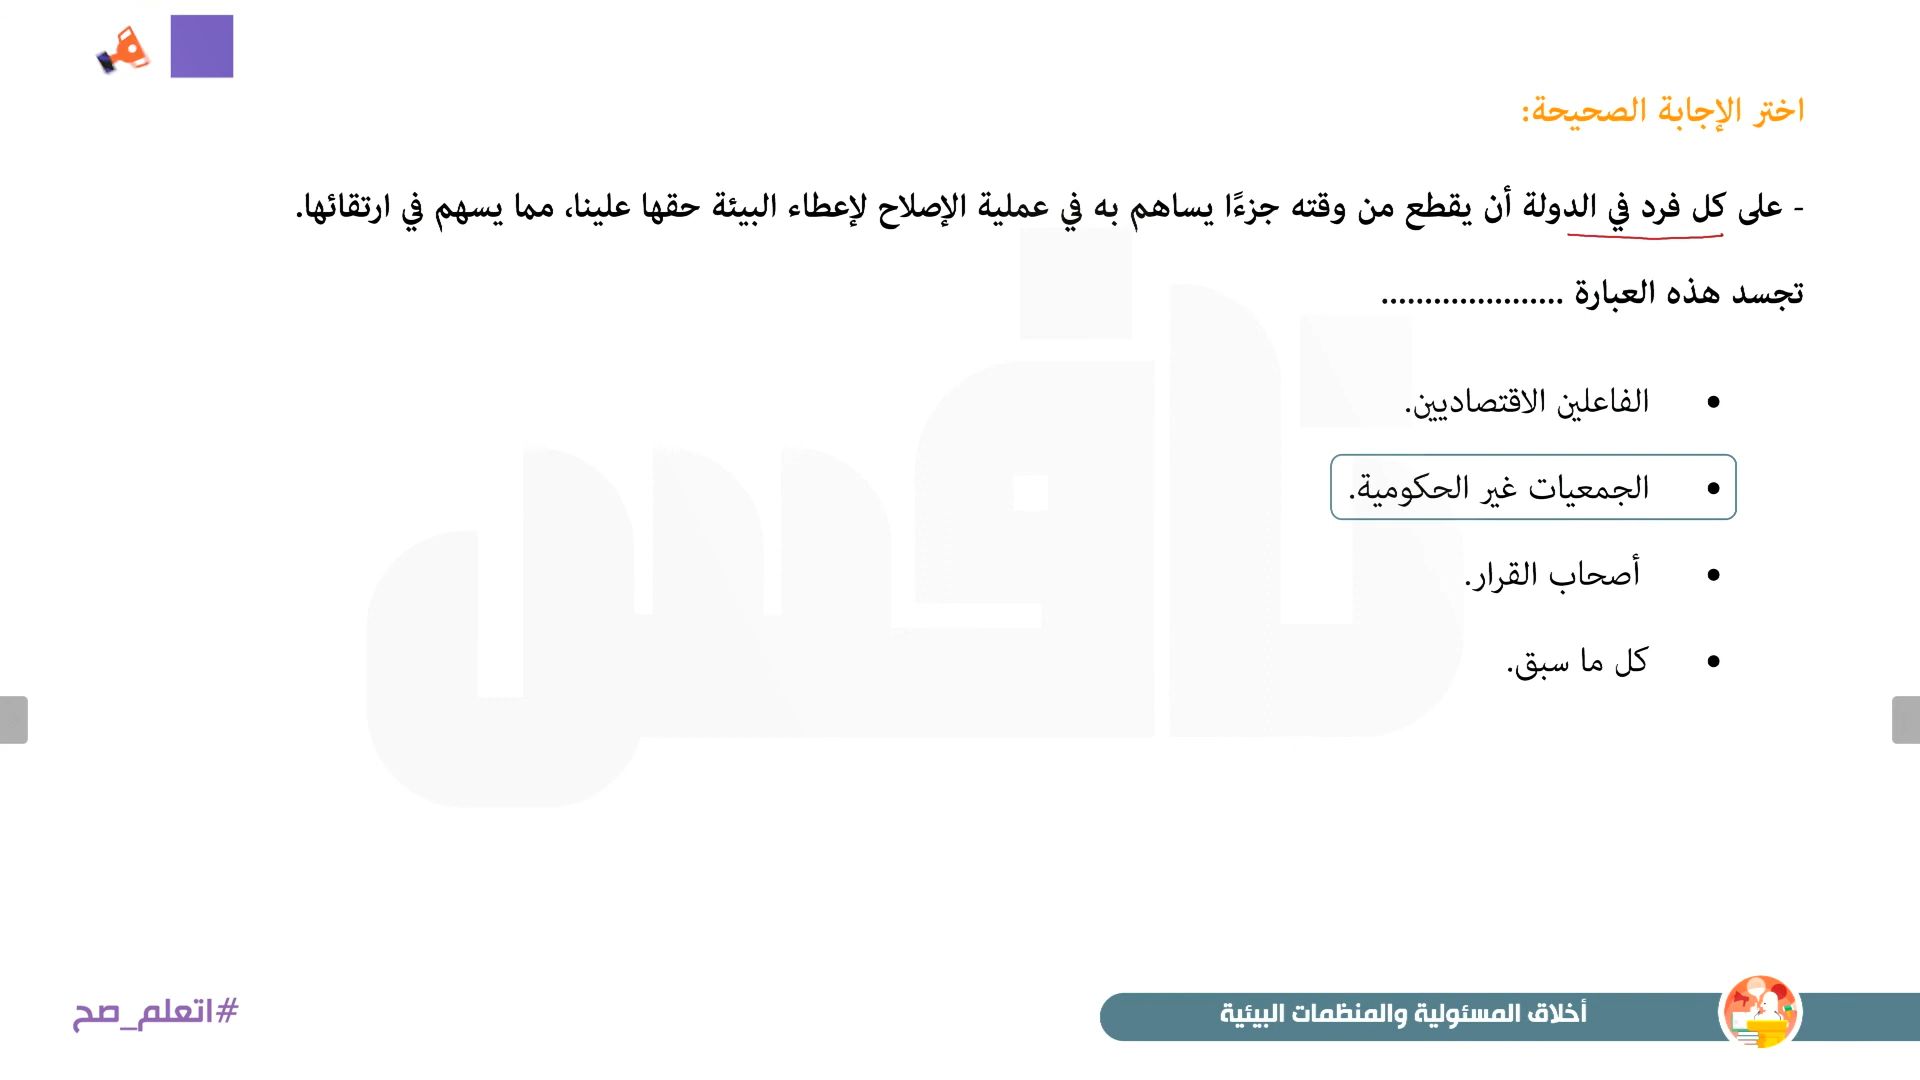 اختر الإجابة الصحيحة:
- على كل فرد في الدولة أن يقطع من وقته جزءًا يساهم به في عملية الإصلاح لإعطاء البيئة حقها علينا، مما يسهم في ارتقائها.
تجسد هذه العبارة .....................
• الفاعلين الاقتصاديين.
• الجمعيات غير الحكومية.
• أصحاب القرار.
• كل ما سبق.
نافس
أخلاق المسئولية والمنظمات البيئية
#اتعلم_صح